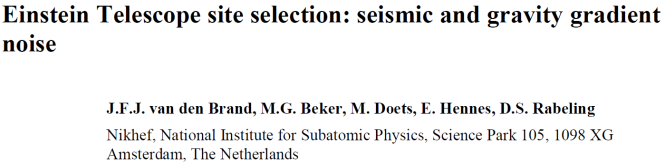 Einstein Telescope site selection: seismic and gravity gradient
noise
J.F.J. van den Brand, M.G. Beker, M. Doets, E. Hennes, D.S. Rabeling
Nikhef, National Institute for Subatomic Physics, Science Park 105, 1098 XG
Amsterdam, The Netherlands